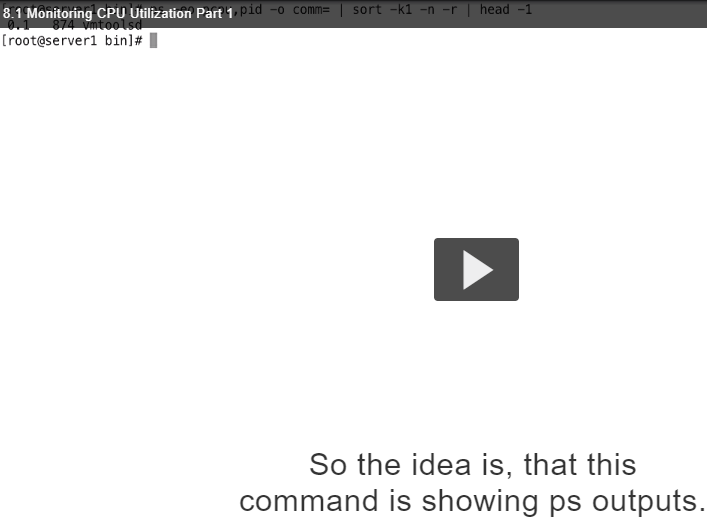 8.1 Monitoring CPU Utilization Part 1
,pid -o comm= | sort -k1 -n -r | head -1
0.1 874 vmtoolsd
[root@server1 bin]#
So the idea is, that this
command is showing ps outputs.